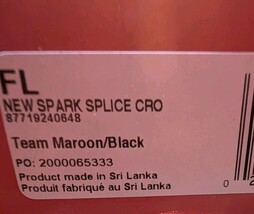 FL
NEW SPARK SPLICE CRO
87719240648
Team Maroon/Black
PO: 2000065333
Product made in Sri Lanka
Produit fabriqué au Sri Lanka
0